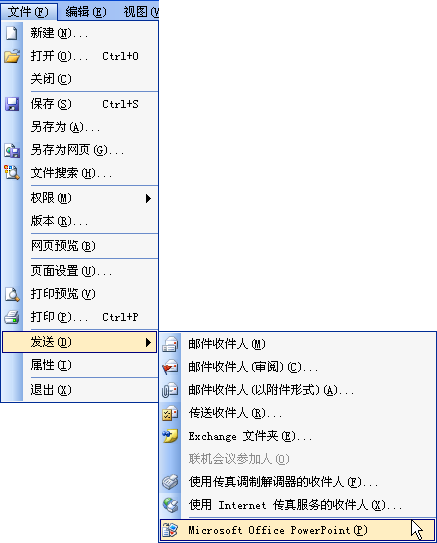 文件(F) 编辑(E) 视图(V
新建(N)...
打开(O)... Ctrl+O
关闭(C)
保存(S) Ctrl+S
另存为(A)...
另存为网页(G)...
文件搜索(H)...
权限(M)
版本(R)...
网页预览(B)
页面设置(U)...
打印预览(V)
打印(P)... Ctrl+P
发送(D)
属性(I)
退出(X)
邮件收件人(M)
邮件收件人(审阅)(C)...
邮件收件人(以附件形式)(A)...
传送收件人(R)...
Exchange 文件夹(E)...
联机会议参加人(O)
使用传真调制解调器的收件人(F)...
使用 Internet 传真服务的收件人(X)...
Microsoft Office PowerPoint(P)